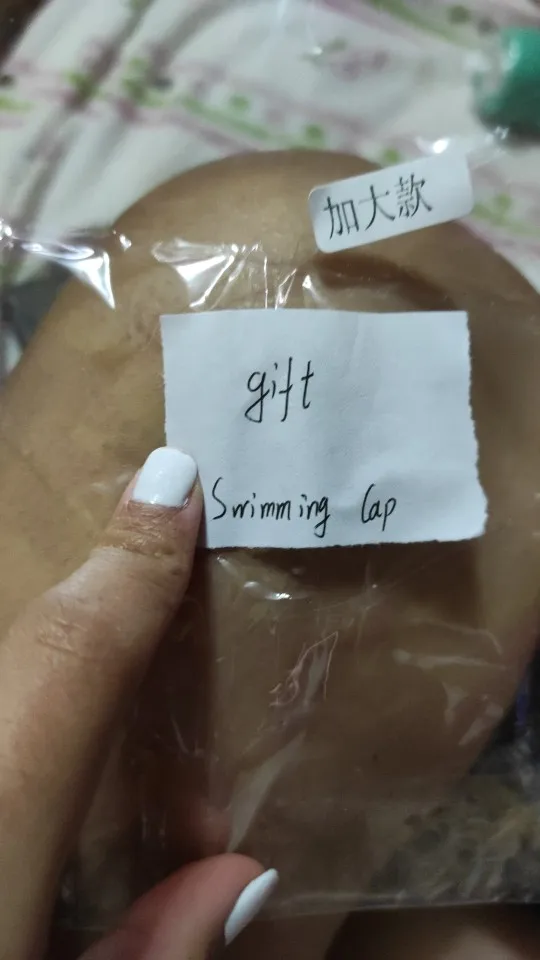 加大款
gift
Swimming Cap